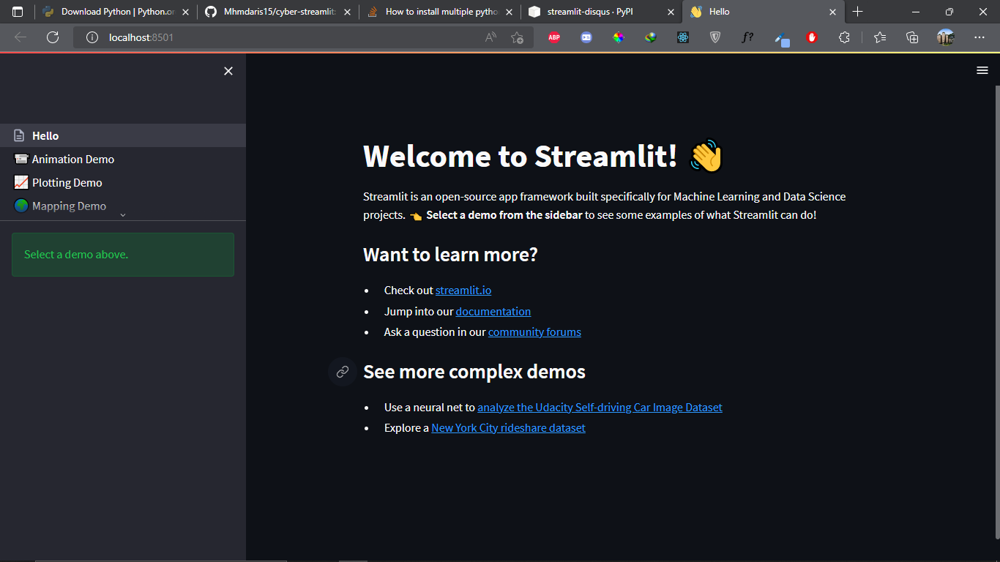 Download Python | Python.or
Mhmdaris15/cyber-streamlit:
How to install multiple pytho
streamlit-disqus · PyPI
Hello
localhost:8501
ABP
f?
Hello
Animation Demo
Plotting Demo
Mapping Demo
Select a demo above.
Welcome to Streamlit! 👋
Streamlit is an open-source app framework built specifically for Machine Learning and Data Science
projects. 👈 Select a demo from the sidebar to see some examples of what Streamlit can do!
Want to learn more?
• Check out streamlit.io
• Jump into our documentation
• Ask a question in our community forums
See more complex demos
• Use a neural net to analyze the Udacity Self-driving Car Image Dataset
• Explore a New York City rideshare dataset